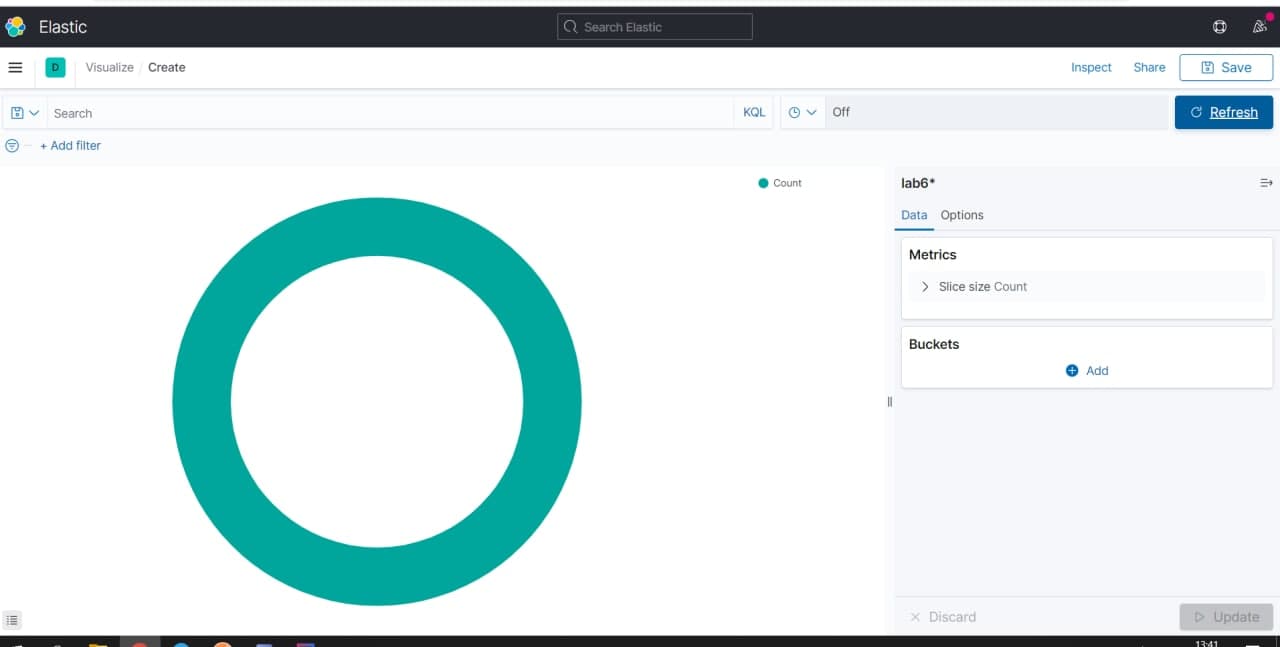 Elastic
Search Elastic
D
Visualize / Create
Inspect
Share
Save
Search
KQL
Off
Refresh
+ Add filter
Count
lab6*
Data
Options
Metrics
Slice size Count
Buckets
Add
Discard
Update
13:41